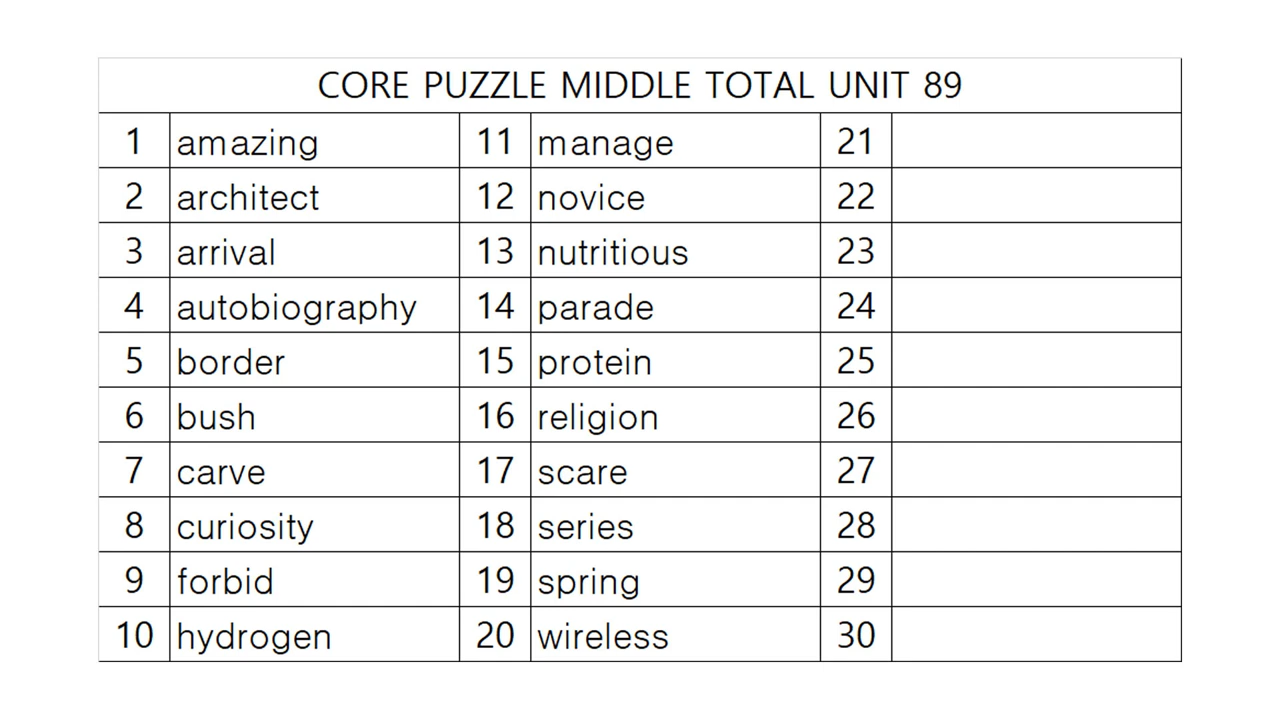 CORE PUZZLE MIDDLE TOTAL UNIT 89
1 amazing 11 manage 21
2 architect 12 novice 22
3 arrival 13 nutritious 23
4 autobiography 14 parade 24
5 border 15 protein 25
6 bush 16 religion 26
7 carve 17 scare 27
8 curiosity 18 series 28
9 forbid 19 spring 29
10 hydrogen 20 wireless 30